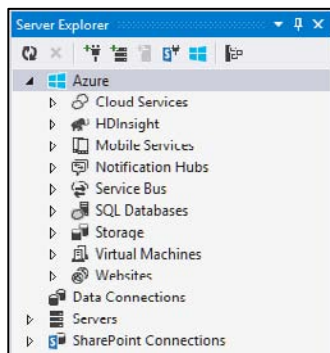 Server Explorer
Azure
Cloud Services
HDInsight
Mobile Services
Notification Hubs
Service Bus
SQL Databases
Storage
Virtual Machines
Websites
Data Connections
Servers
SharePoint Connections